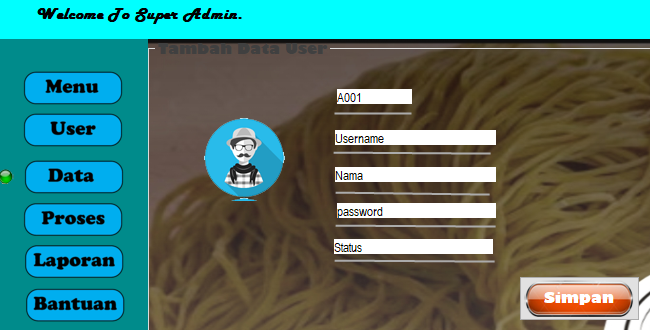 Welcome To Super Admin.
Tambah Data User
Menu
User
Data
Proses
Laporan
Bantuan
A001
Username
Nama
password
Status
Simpan